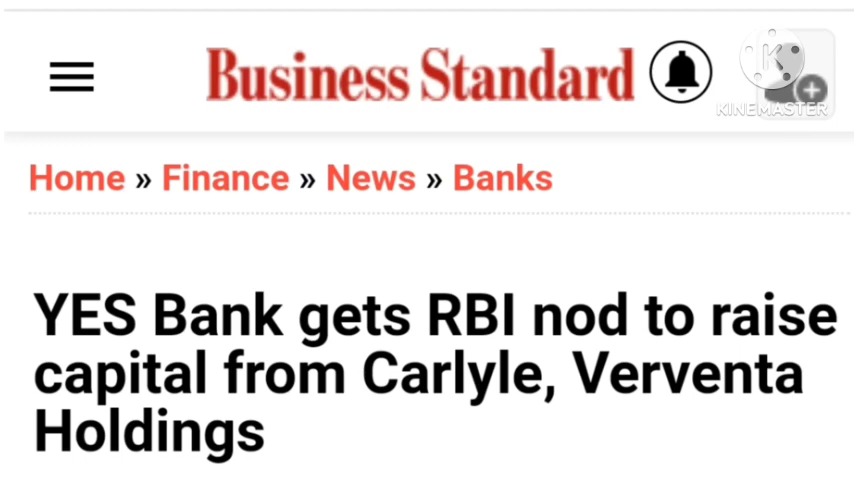 Business Standard
KINEMASTER
Home » Finance » News » Banks
YES Bank gets RBI nod to raise
capital from Carlyle, Verventa
Holdings